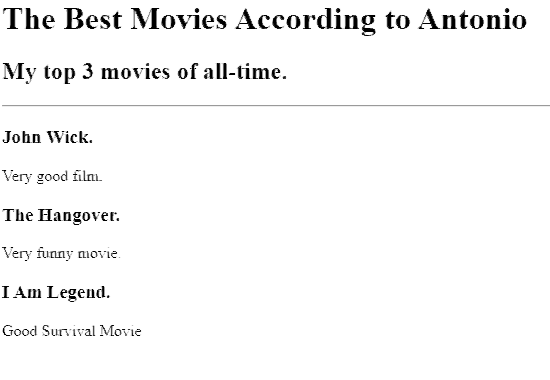 The Best Movies According to Antonio
My top 3 movies of all-time.
John Wick.
Very good film.
The Hangover.
Very funny movie.
I Am Legend.
Good Survival Movie